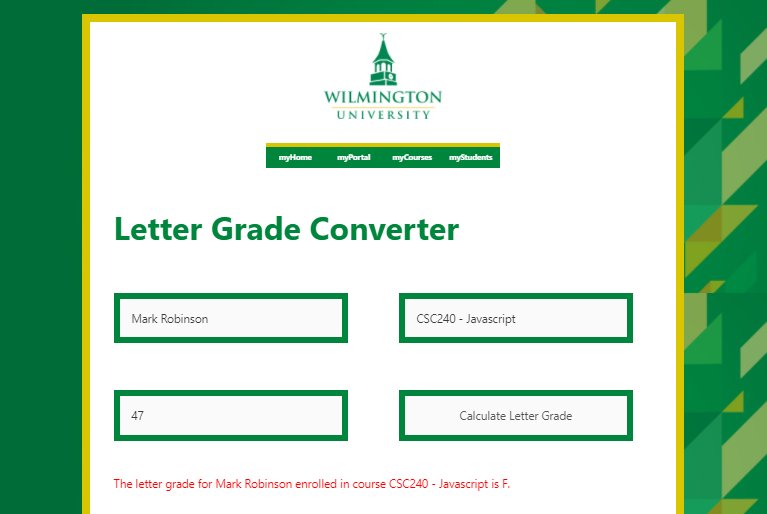 WILMINGTON
UNIVERSITY
myHome myPortal myCourses myStudents
Letter Grade Converter
Mark Robinson CSC240 - Javascript
47 Calculate Letter Grade
The letter grade for Mark Robinson enrolled in course CSC240 - Javascript is F.